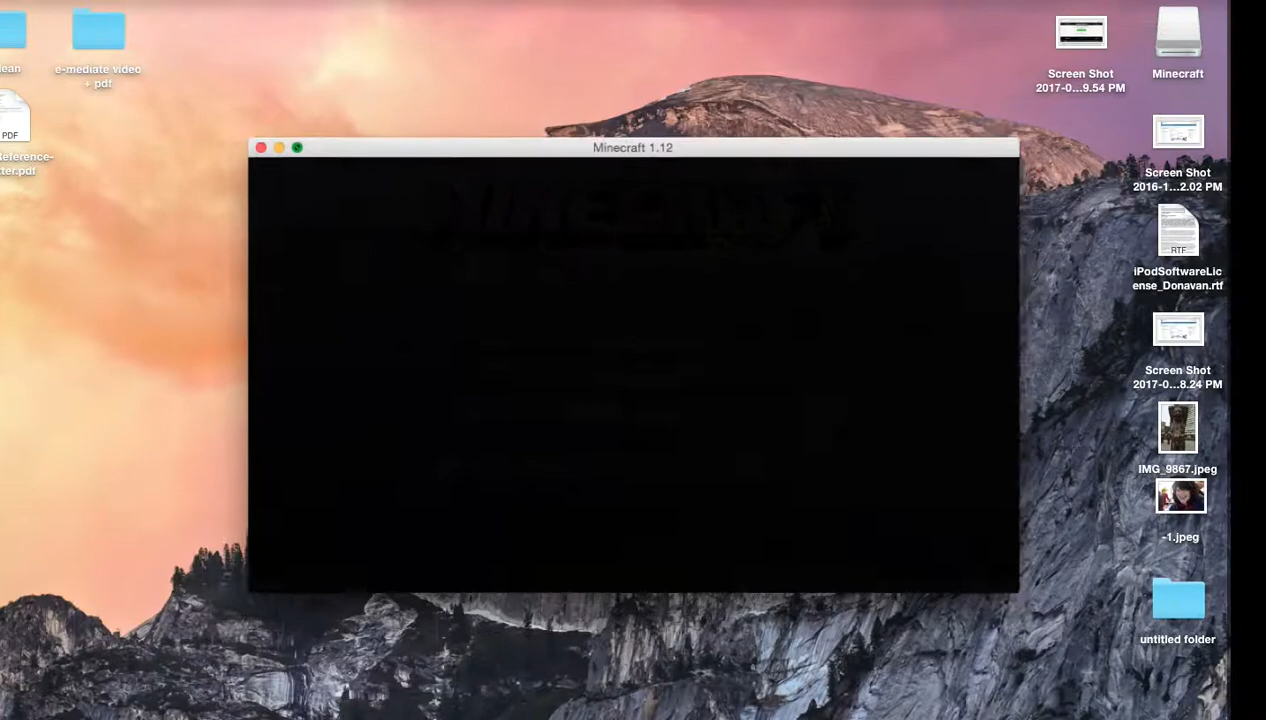 lean
e-mediate video
+ pdf
PDF
Reference-
tter.pdf
Minecraft 1.12
MINECRAFT
Screen Shot
2017-0...9.54 PM
Minecraft
Screen Shot
2016-1...2.02 PM
RTF
iPodSoftwareLic
ense_Donavan.rtf
Screen Shot
2017-0...8.24 PM
IMG_9867.jpeg
-1.jpeg
untitled folder